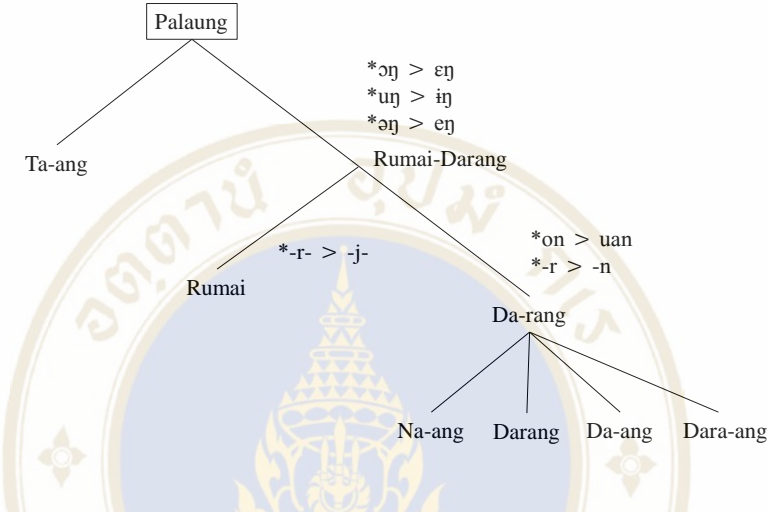 Palaung
*ɔŋ > ɛŋ
*uŋ > ɨŋ
*əŋ > eŋ
Ta-ang
Rumai-Darang
*-r- > -j-
Rumai
*on > uan
*-r > -n
Da-rang
Na-ang
Darang
Da-ang
Dara-ang